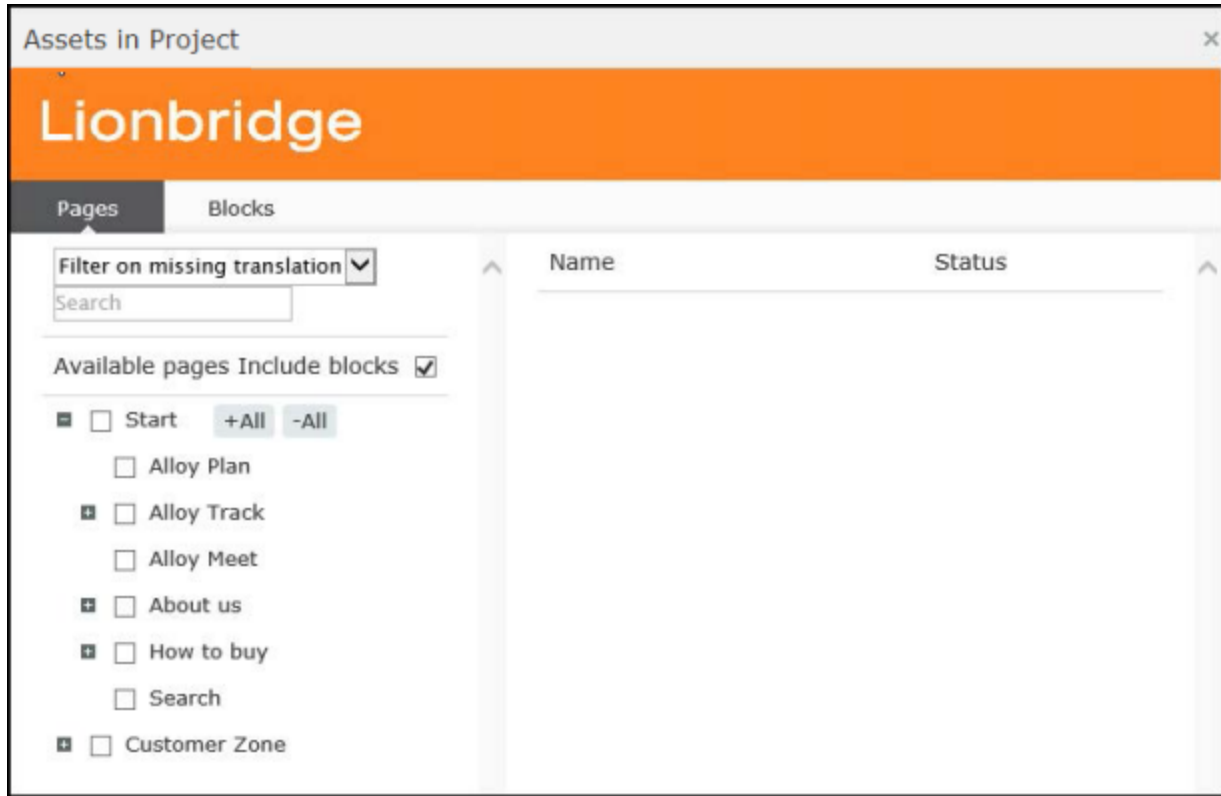 Assets in Project
Lionbridge
Pages Blocks
Filter on missing translation
Search
Available pages Include blocks
Start +All -All
Alloy Plan
Alloy Track
Alloy Meet
About us
How to buy
Search
Customer Zone
Name Status